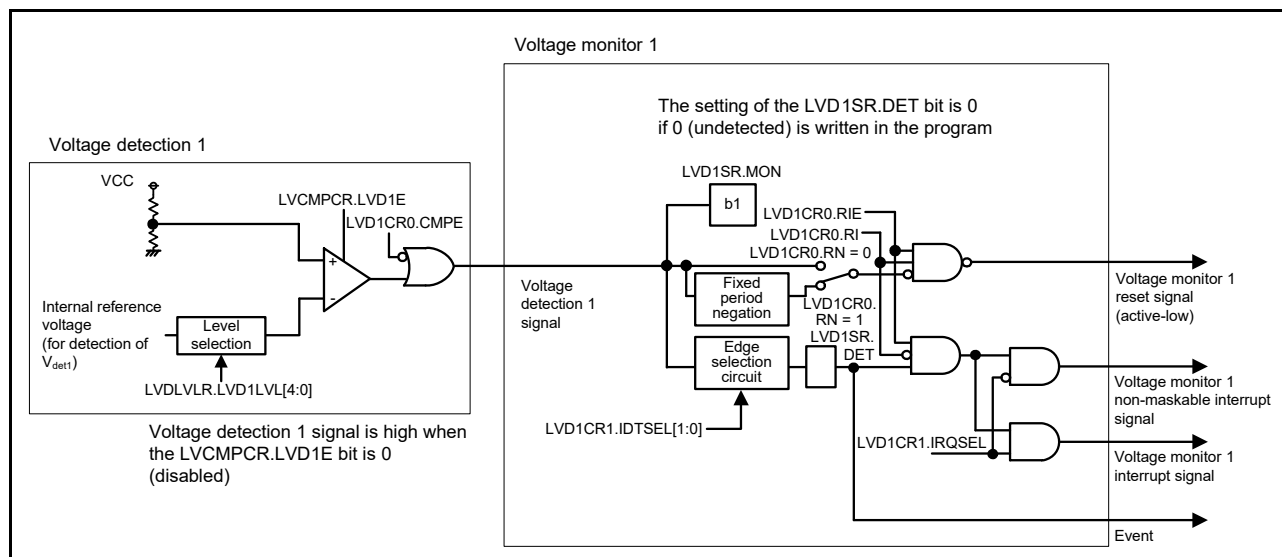 Voltage monitor 1
The setting of the LVD1SR.DET bit is 0
if 0 (undetected) is written in the program
Voltage detection 1
VCC
LVCMPCR.LVD1E
LVD1CR0.CMPE
+
-
Internal reference
voltage
(for detection of
Vdet1)
Level
selection
LVDLVLR.LVD1LVL[4:0]
Voltage detection 1 signal is high when
the LVCMPCR.LVD1E bit is 0
(disabled)
Voltage
detection 1
signal
LVD1SR.MON
b1
LVD1CR0.RIE
LVD1CR0.RI
LVD1CR0.RN = 0
Fixed
period
negation
LVD1CR0.
RN = 1
LVD1SR.
DET
Edge
selection
circuit
LVD1CR1.IDTSEL[1:0]
LVD1CR1.IRQSEL
Voltage monitor 1
reset signal
(active-low)
Voltage monitor 1
non-maskable interrupt
signal
Voltage monitor 1
interrupt signal
Event